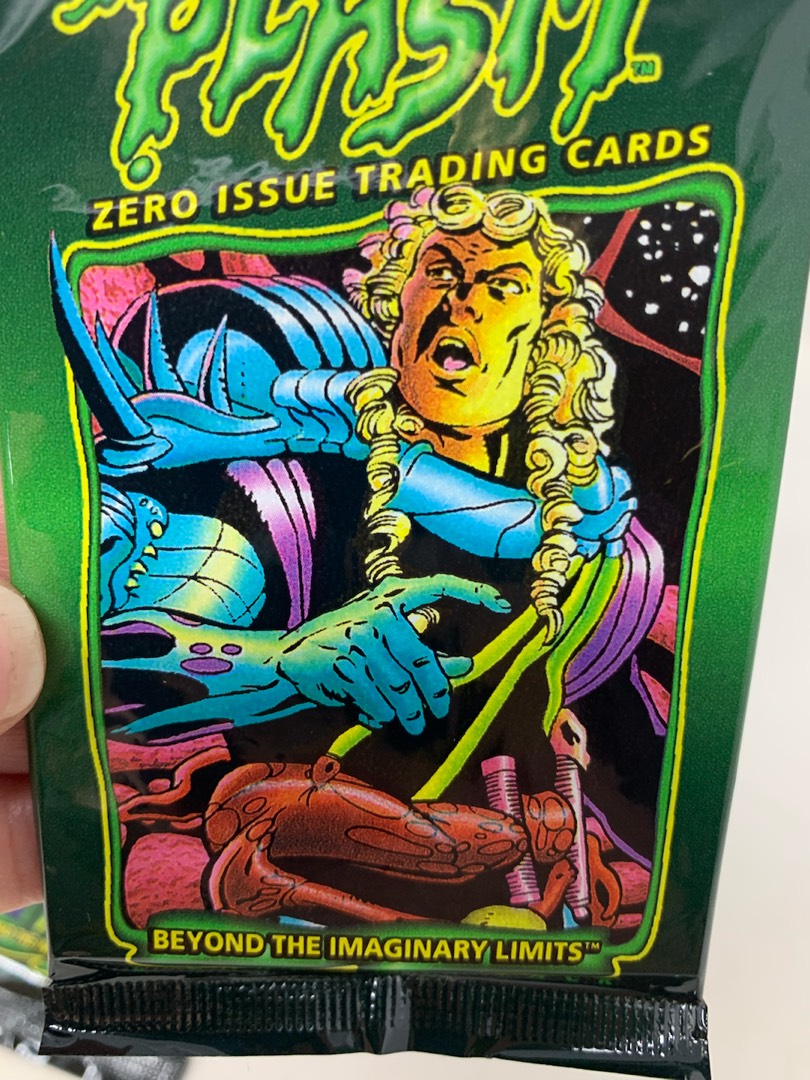 PLASM™
ZERO ISSUE TRADING CARDS
BEYOND THE IMAGINARY LIMITS™